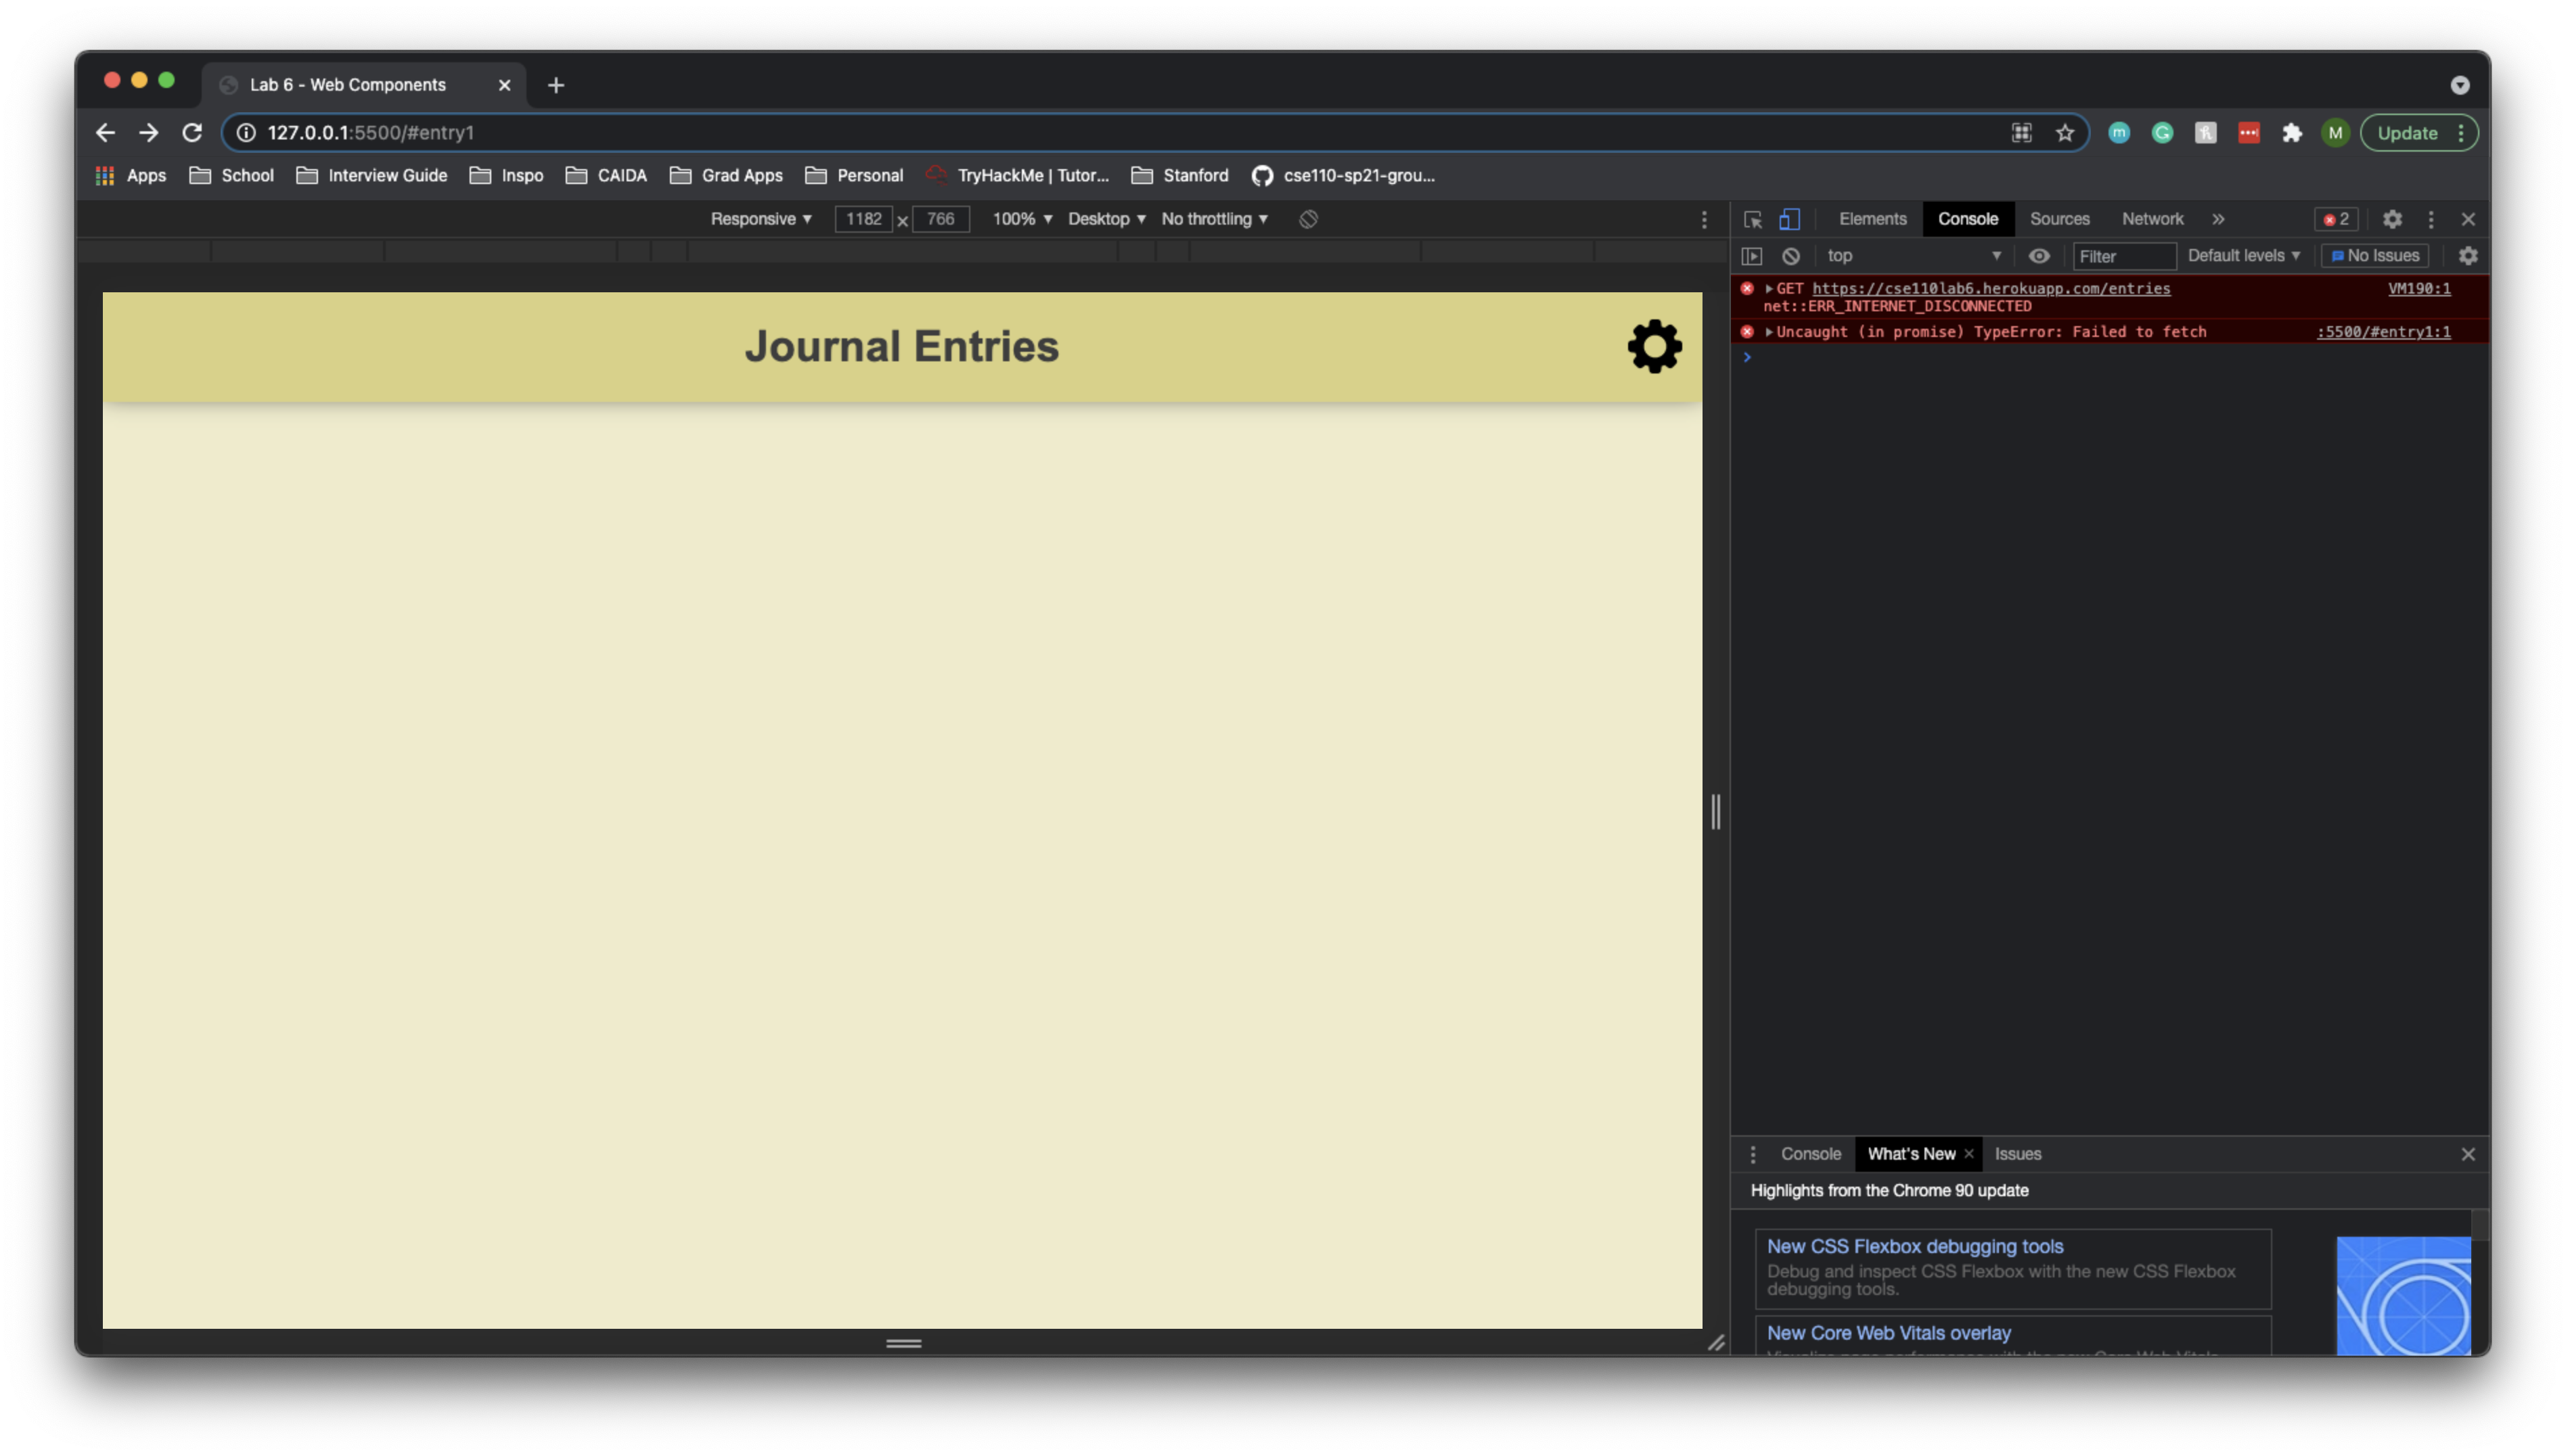 Lab 6 - Web Components
127.0.0.1:5500/#entry1
M
Update
Apps School Interview Guide Inspo CAIDA Grad Apps Personal TryHackMe | Tutor... Stanford cse110-sp21-grou...
Responsive 1182 x 766 100% Desktop No throttling
Elements Console Sources Network 2
top Filter Default levels No Issues
GET https://cse110lab6.herokuapp.com/entries VM190:1
net::ERR_INTERNET_DISCONNECTED
Uncaught (in promise) TypeError: Failed to fetch :5500/#entry1:1
Journal Entries
Console What's New Issues
Highlights from the Chrome 90 update
New CSS Flexbox debugging tools
Debug and inspect CSS Flexbox with the new CSS Flexbox
debugging tools.
New Core Web Vitals overlay